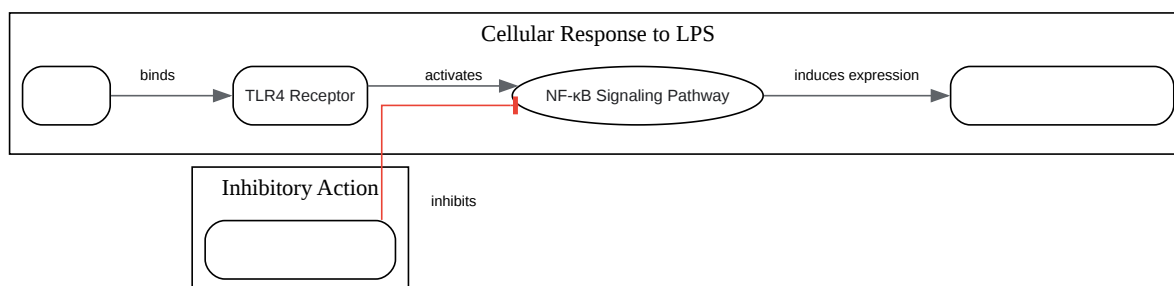 Cellular Response to LPS
binds
TLR4 Receptor
activates
NF-κB Signaling Pathway
induces expression
Inhibitory Action
inhibits